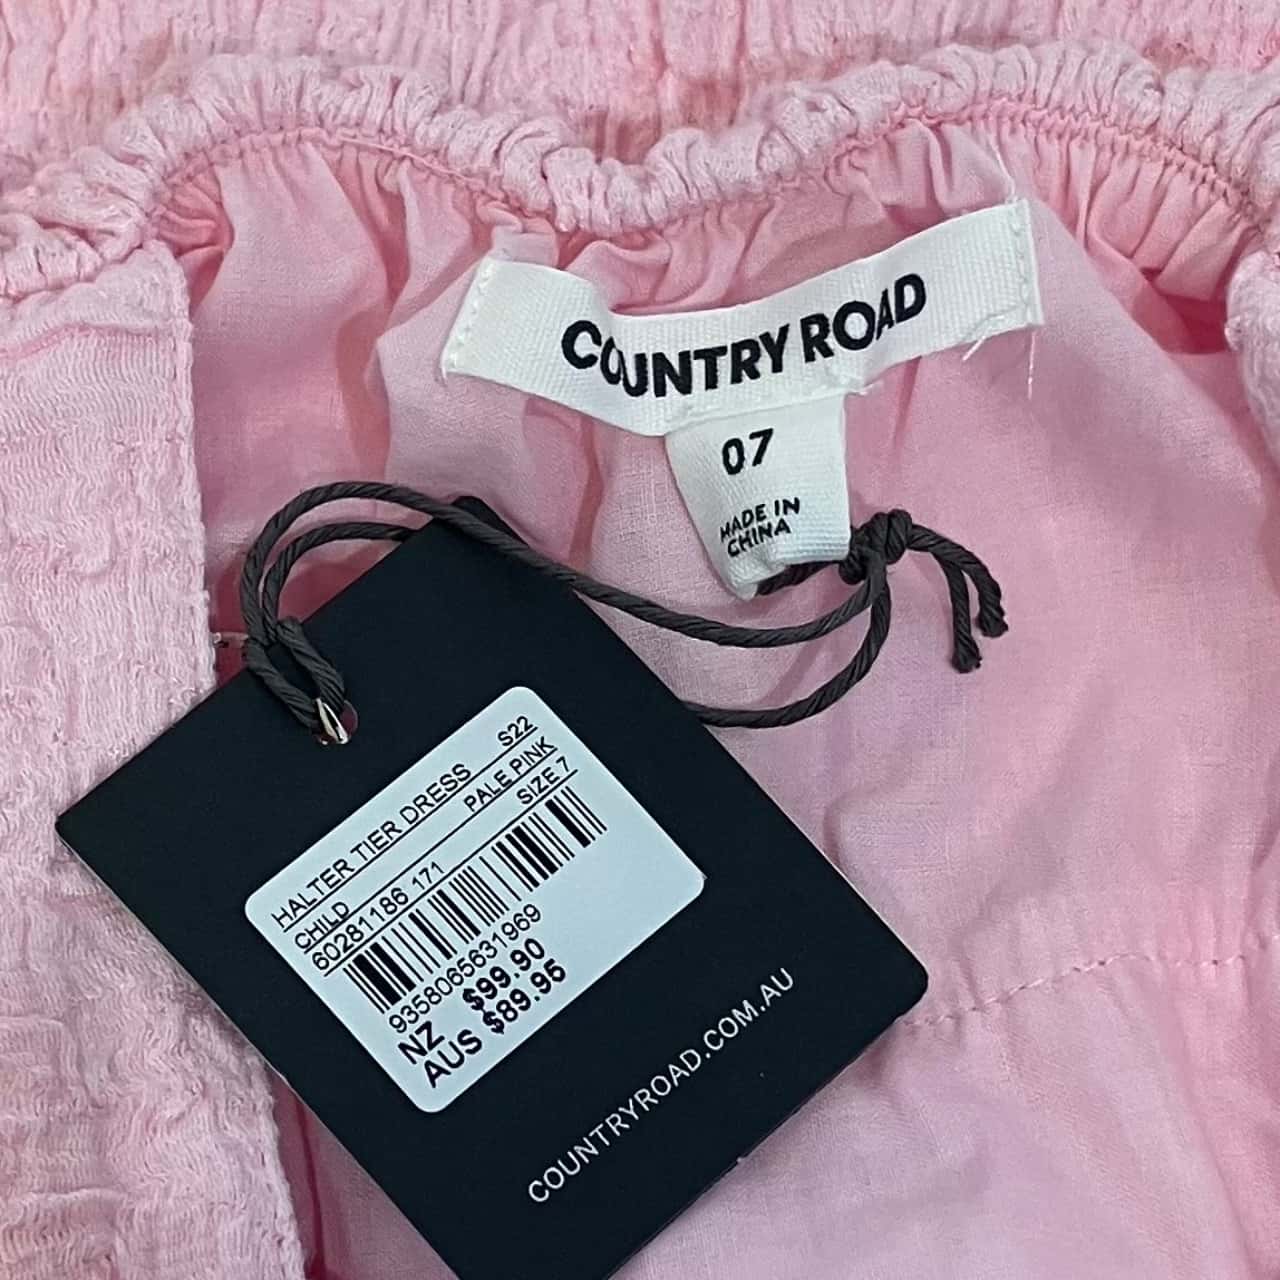 COUNTRY ROAD
07
MADE IN
CHINA
S22
HALTER TIER DRESS
PALE PINK
CHILD
SIZE 7
60281186 171
9358065631969
NZ $99.90
AUS $89.95
COUNTRYROAD.COM.AU